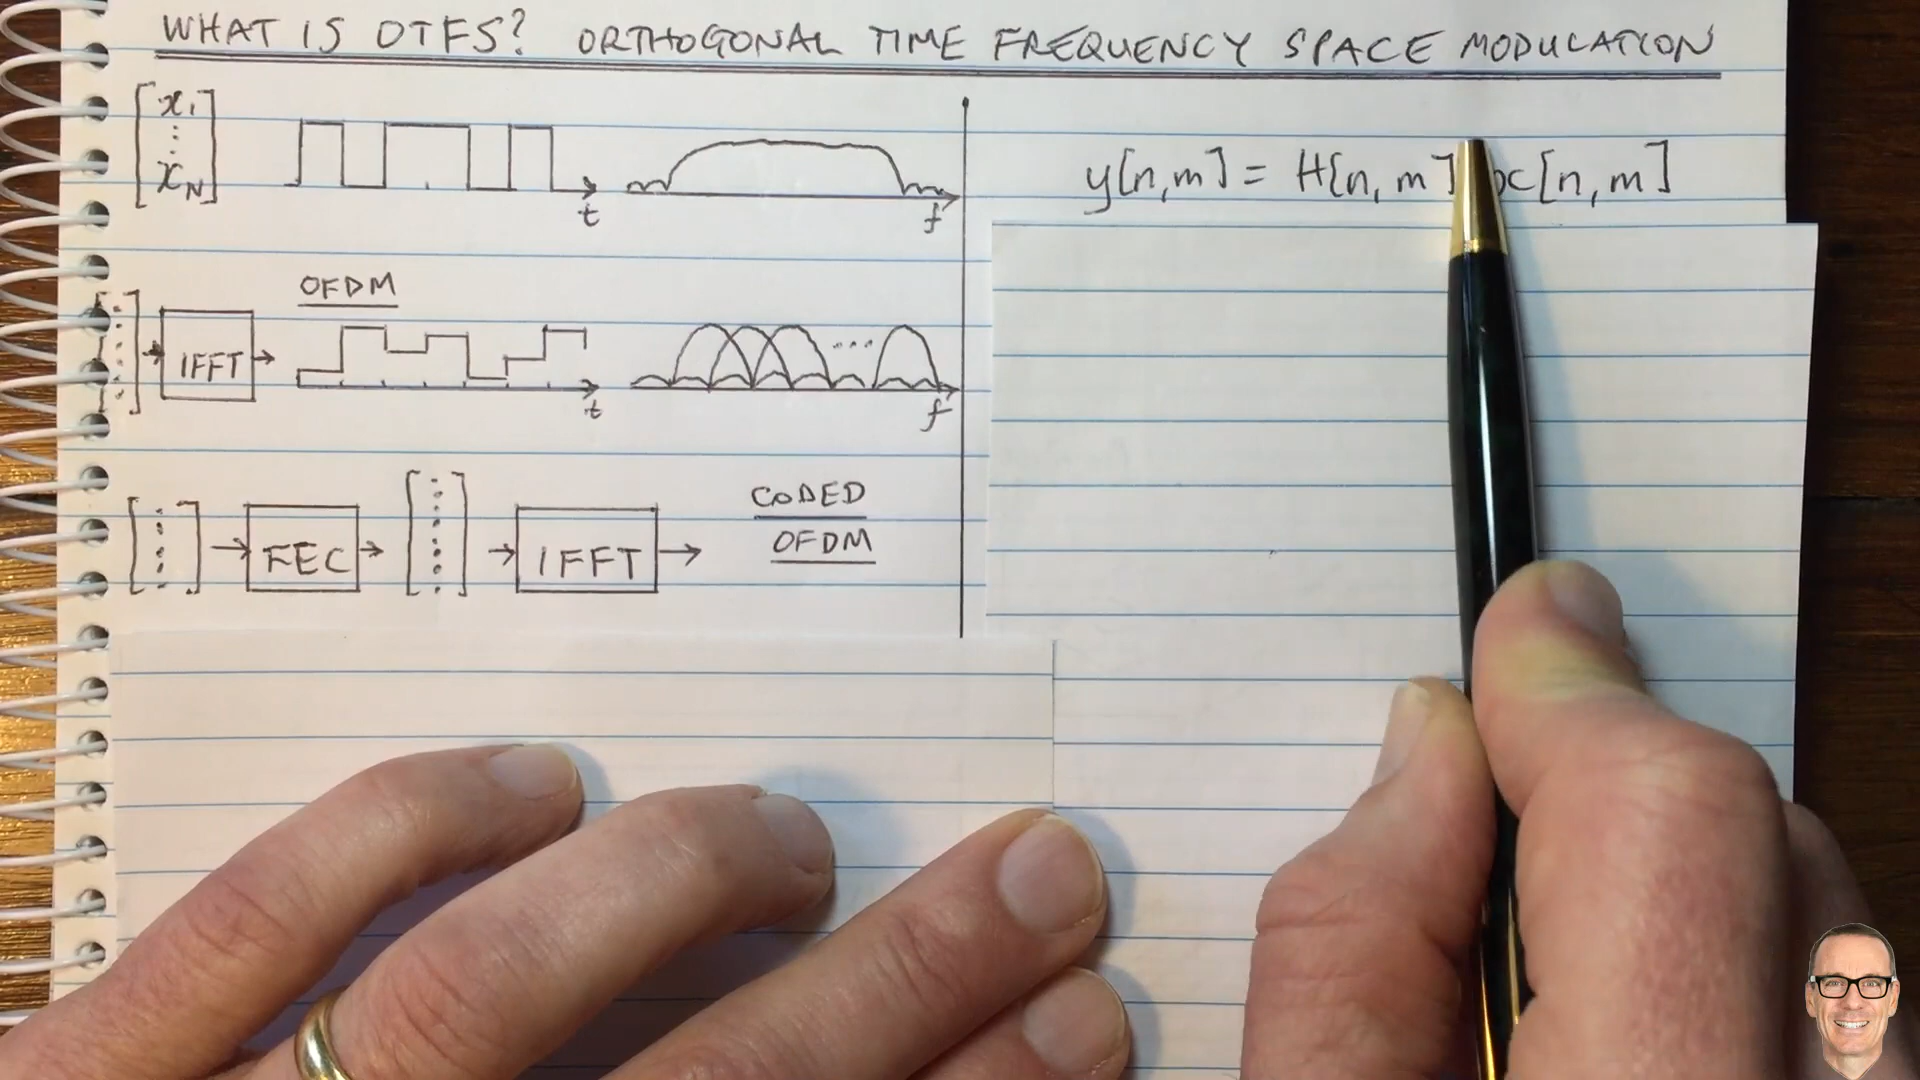 WHAT IS OTFS? ORTHOGONAL TIME FREQUENCY SPACE MODULATION
x1
⋮
xN
t
f
y[n,m] = H[n,m] x[n,m]
OFDM
IFFT
t
...
f
FEC
IFFT
CODED
OFDM